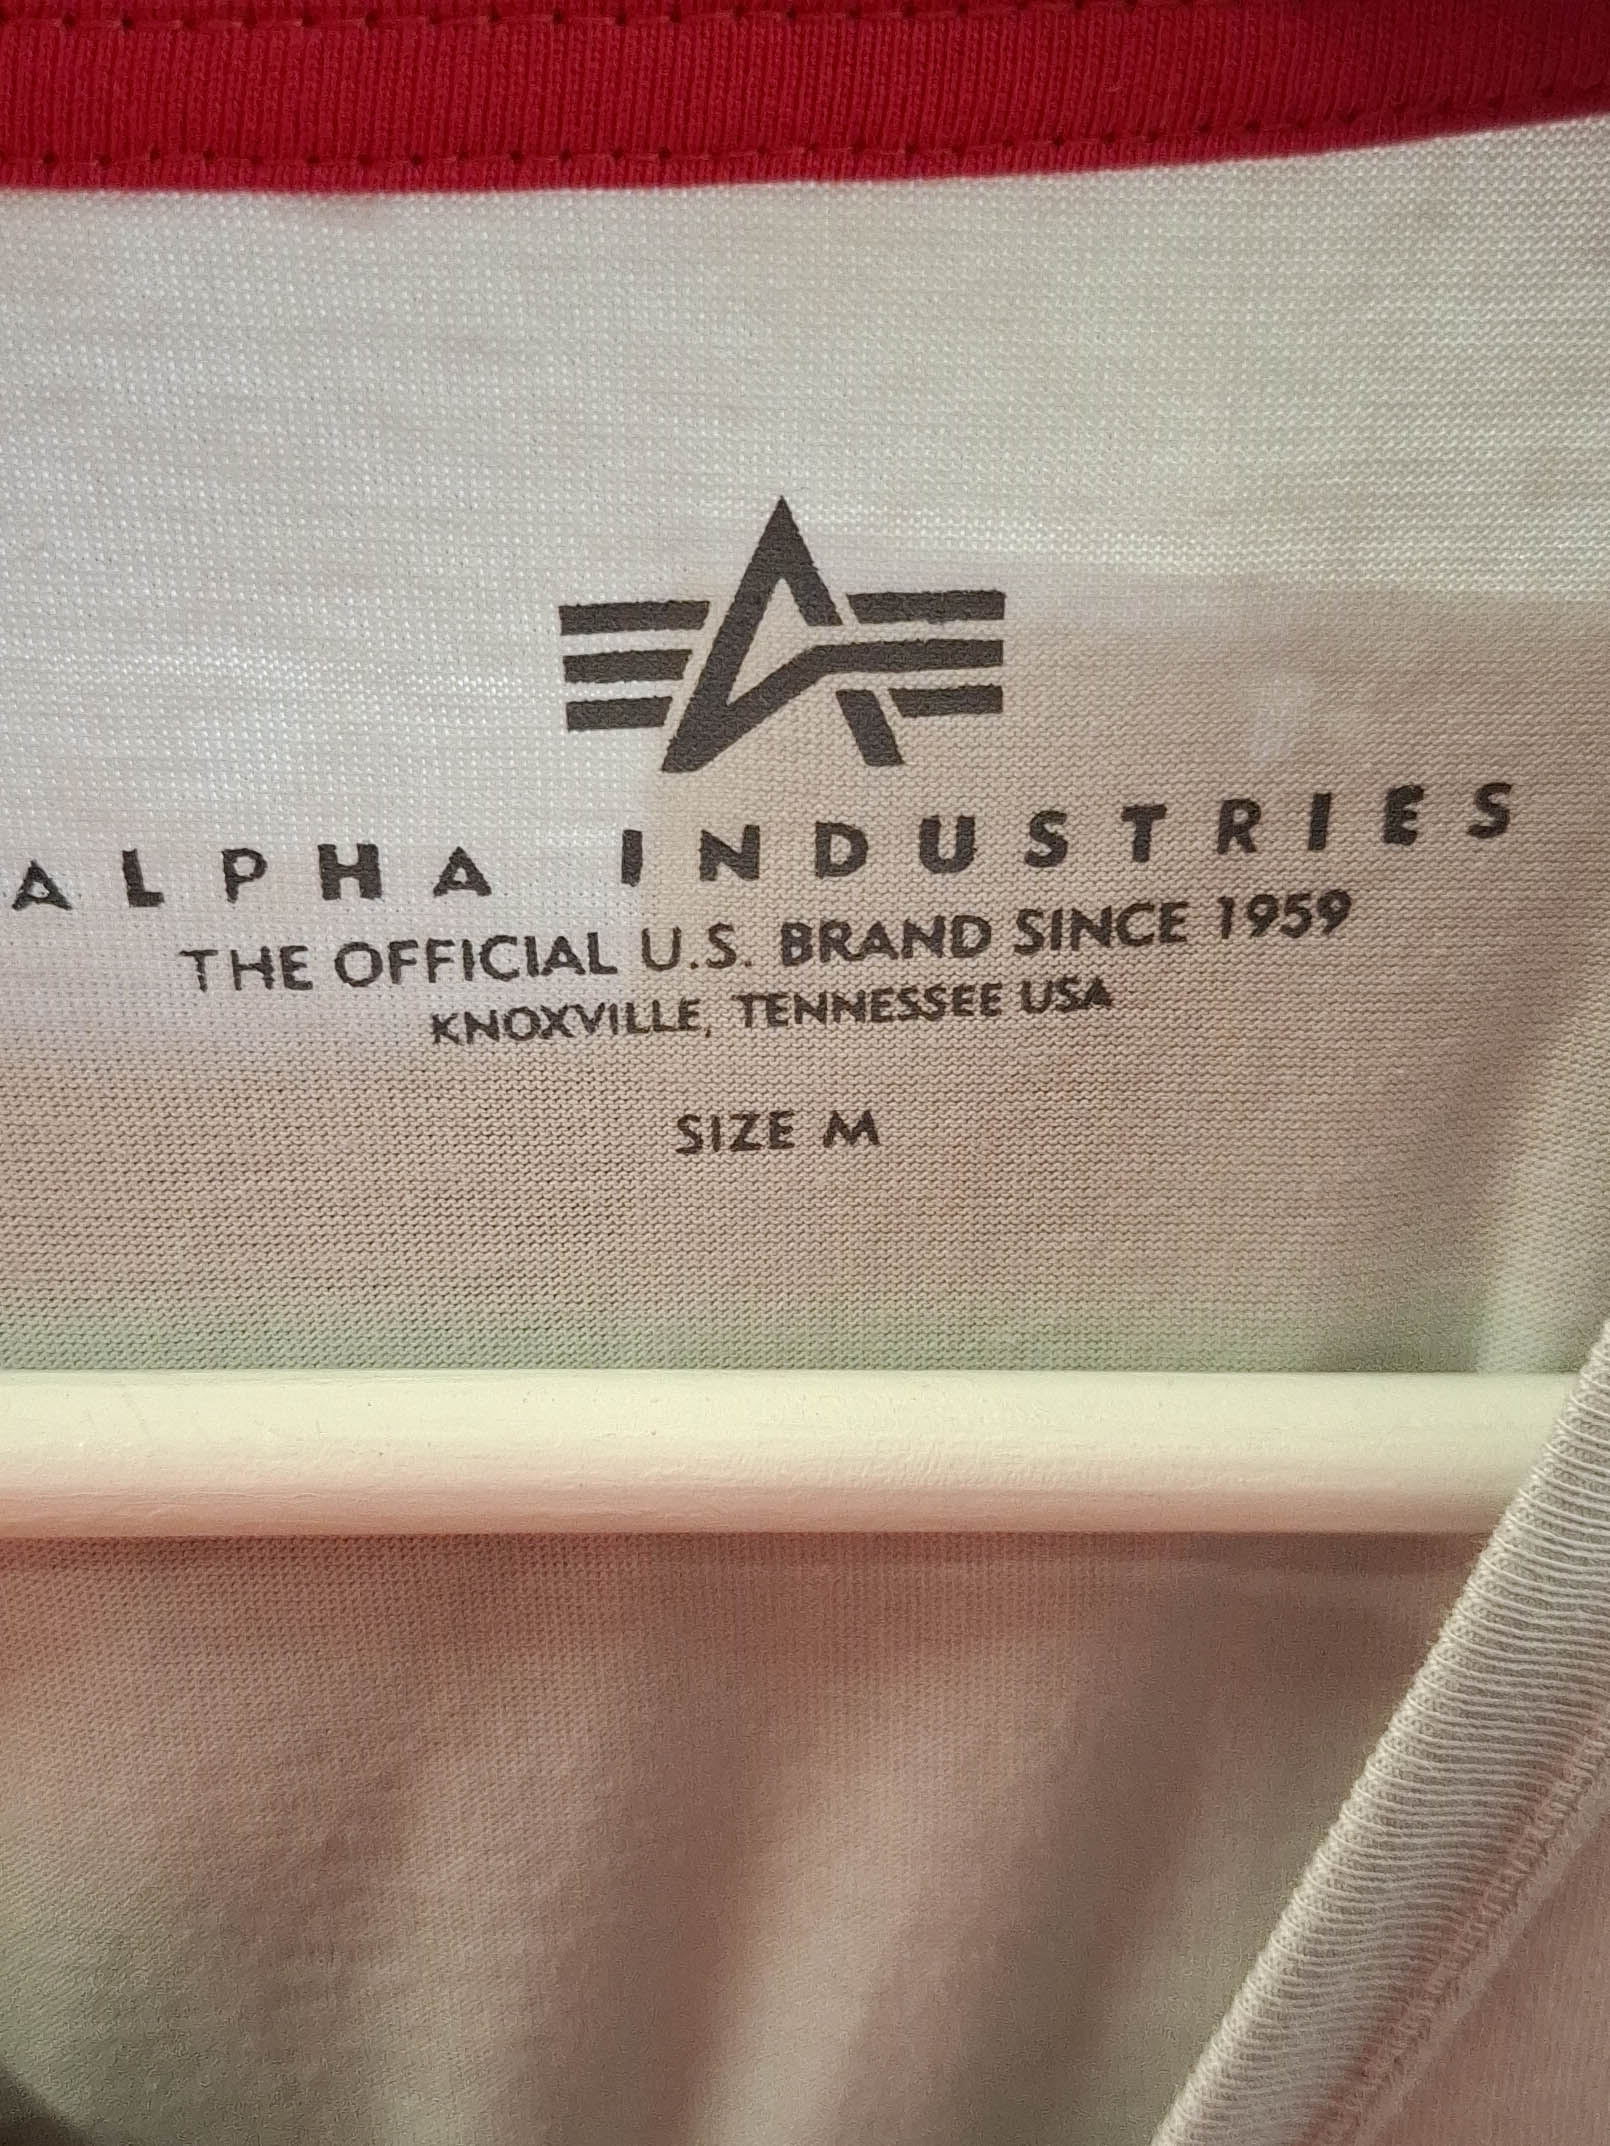 ALPHA INDUSTRIES
THE OFFICIAL U.S. BRAND SINCE 1959
KNOXVILLE, TENNESSEE USA
SIZE M